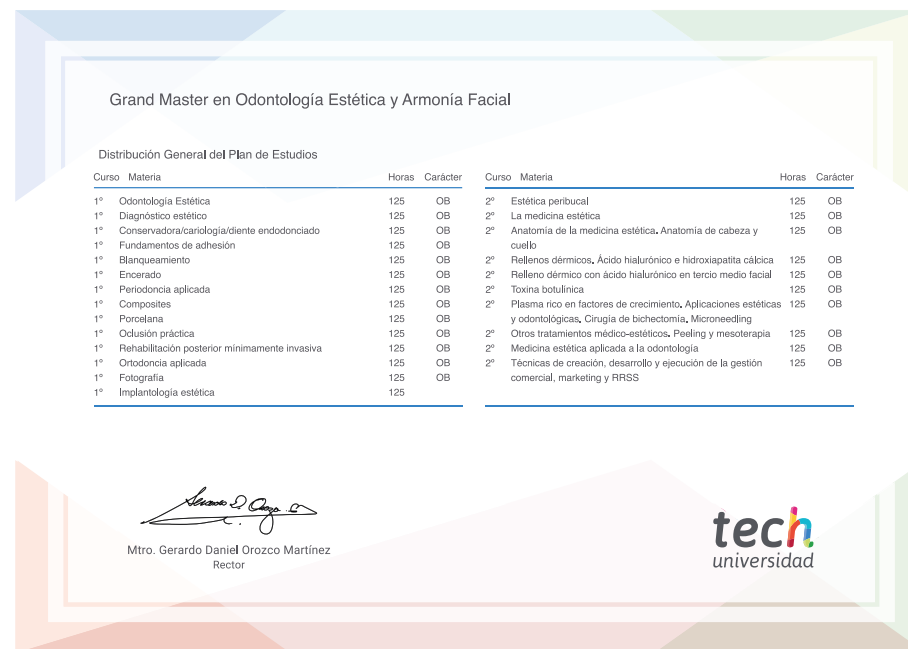 Grand Master en Odontología Estética y Armonía Facial
Distribución General del Plan de Estudios
Curso Materia Horas Carácter
1º Odontología Estética 125 OB
1º Diagnóstico estético 125 OB
1º Conservadora/cariología/diente endodonciado 125 OB
1º Fundamentos de adhesión 125 OB
1º Blanqueamiento 125 OB
1º Encerado 125 OB
1º Periodoncia aplicada 125 OB
1º Composites 125 OB
1º Porcelana 125 OB
1º Oclusión práctica 125 OB
1º Rehabilitación posterior mínimamente invasiva 125 OB
1º Ortodoncia aplicada 125 OB
1º Fotografía 125 OB
1º Implantología estética 125
Curso Materia Horas Carácter
2º Estética peribucal 125 OB
2º La medicina estética 125 OB
2º Anatomía de la medicina estética. Anatomía de cabeza y 125 OB
cuello
2º Rellenos dérmicos. Ácido hialurónico e hidroxiapatita cálcica 125 OB
2º Relleno dérmico con ácido hialurónico en tercio medio facial 125 OB
2º Toxina botulínica 125 OB
2º Plasma rico en factores de crecimiento. Aplicaciones estéticas 125 OB
y odontológicas. Cirugía de bichectomía. Microneedling
2º Otros tratamientos médico-estéticos. Peeling y mesoterapia 125 OB
2º Medicina estética aplicada a la odontología 125 OB
2º Técnicas de creación, desarrollo y ejecución de la gestión 125 OB
comercial, marketing y RRSS
Mtro. Gerardo Daniel Orozco Martínez
Rector
tech
universidad